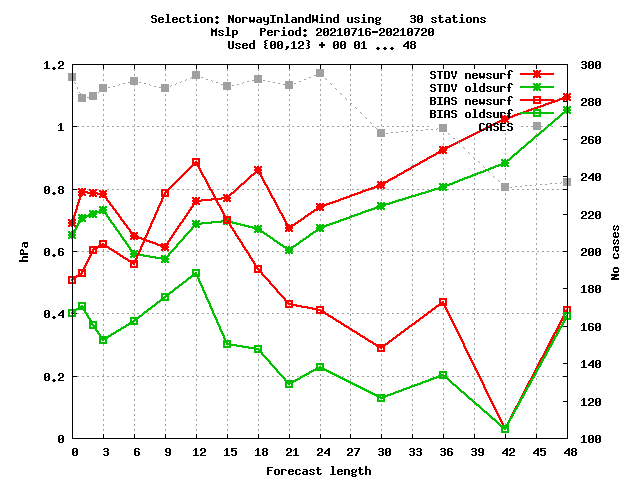 Selection: NorwayInlandWind using    30 stations
Mslp   Period: 20210716-20210720
Used {00,12} + 00 01 ... 48
1.2
1
0.8
0.6
0.4
0.2
0
hPa
STDV newsurf
STDV oldsurf
BIAS newsurf
BIAS oldsurf
CASES
300
280
260
240
220
200
180
160
140
120
100
No cases
0 3 6 9 12 15 18 21 24 27 30 33 36 39 42 45 48
Forecast length